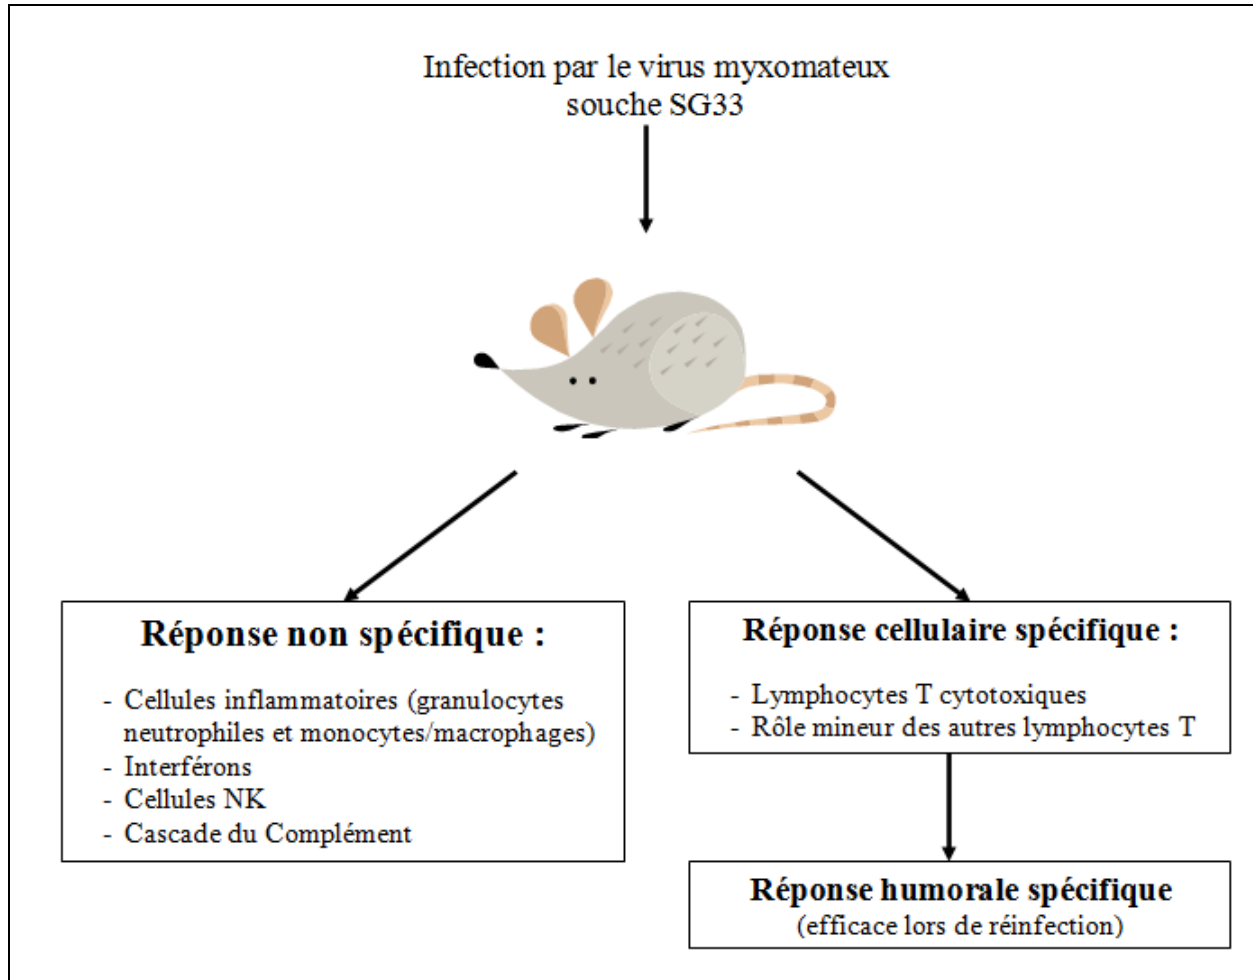 Infection par le virus myxomateux
souche SG33
Réponse non spécifique :
- Cellules inflammatoires (granulocytes
neutrophiles et monocytes/macrophages)
- Interférons
- Cellules NK
- Cascade du Complément
Réponse cellulaire spécifique :
- Lymphocytes T cytotoxiques
- Rôle mineur des autres lymphocytes T
Réponse humorale spécifique
(efficace lors de réinfection)